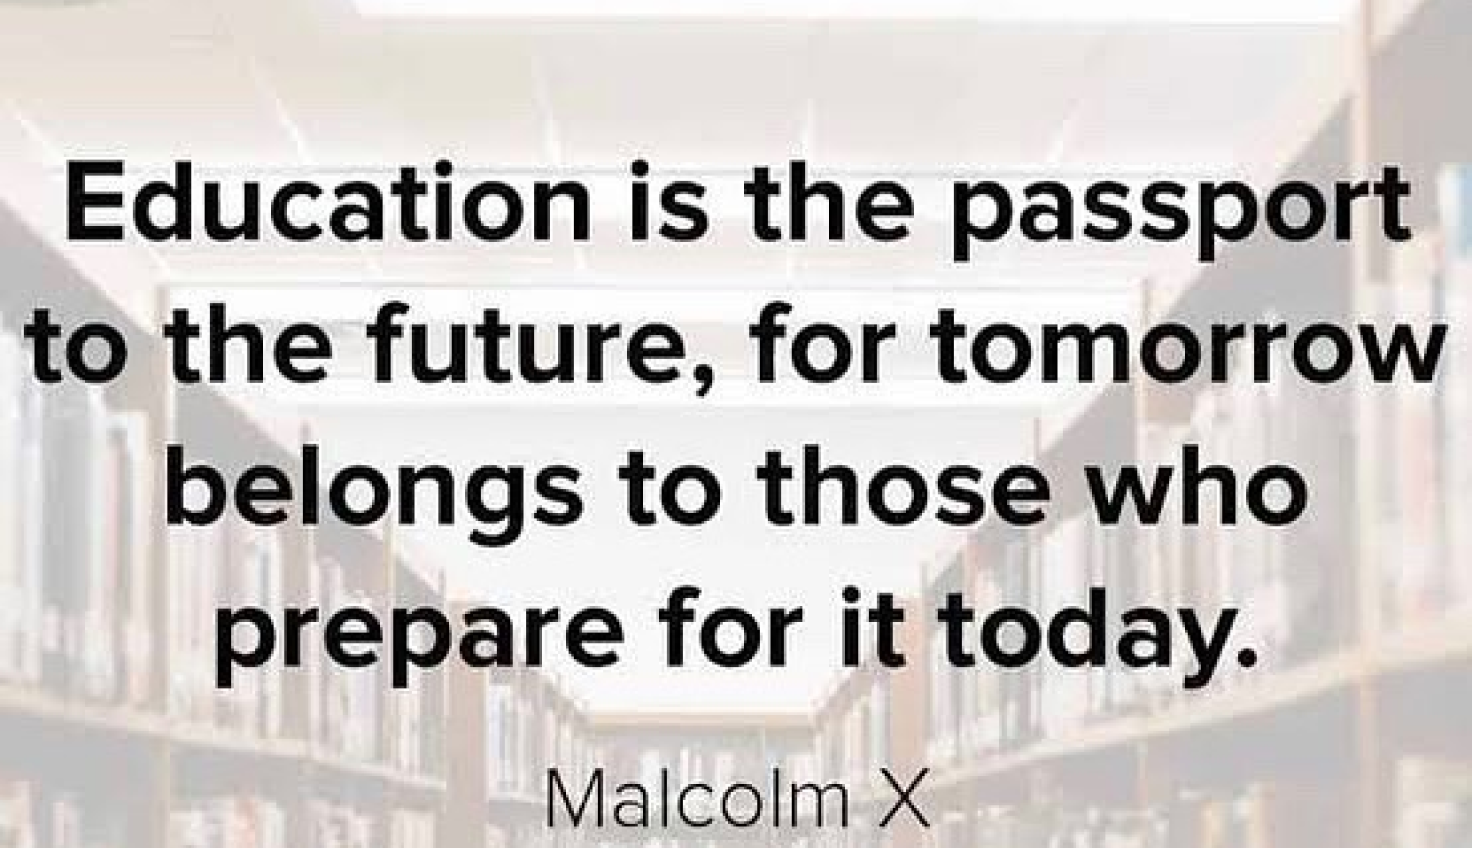 Education is the passport
to the future, for tomorrow
belongs to those who
prepare for it today.
Malcolm X